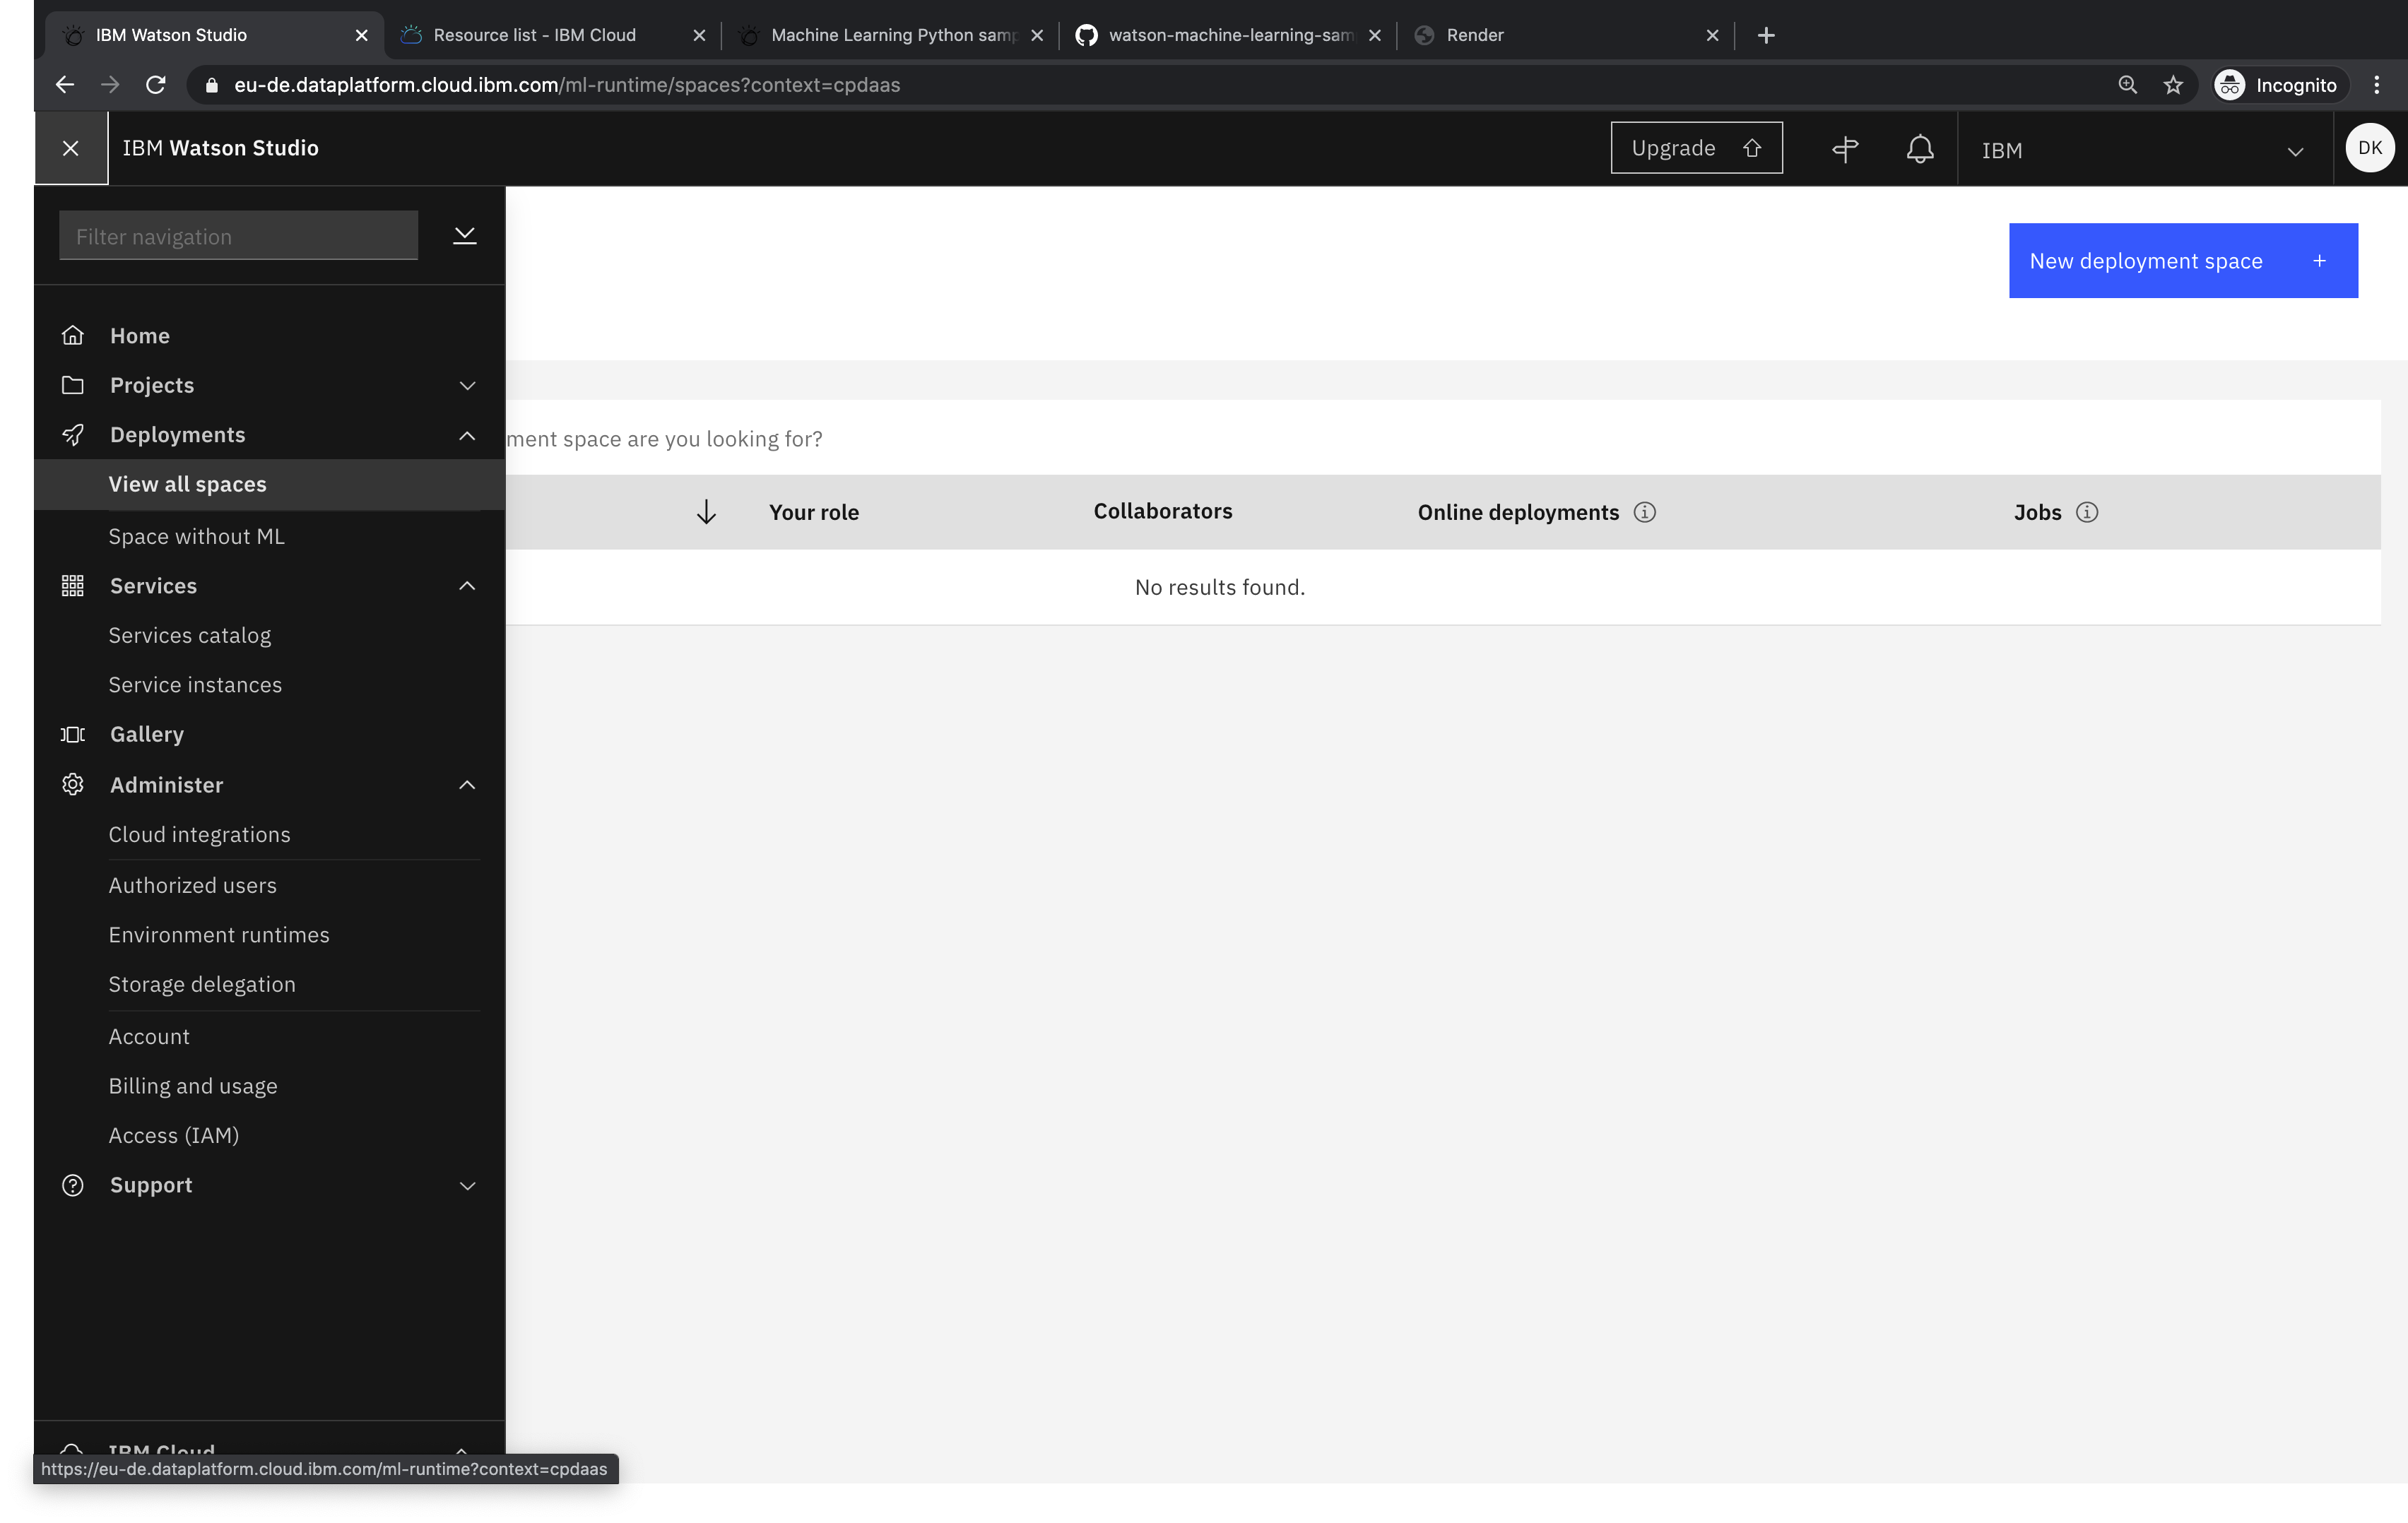 IBM Watson Studio
Resource list - IBM Cloud
Machine Learning Python samp
watson-machine-learning-sam
Render
eu-de.dataplatform.cloud.ibm.com/ml-runtime/spaces?context=cpdaas
Incognito
IBM Watson Studio
Upgrade
IBM
DK
Filter navigation
New deployment space +
Home
Projects
Deployments
ment space are you looking for?
View all spaces
Your role
Collaborators
Online deployments
Jobs
Space without ML
Services
No results found.
Services catalog
Service instances
Gallery
Administer
Cloud integrations
Authorized users
Environment runtimes
Storage delegation
Account
Billing and usage
Access (IAM)
Support
IBM Cloud
https://eu-de.dataplatform.cloud.ibm.com/ml-runtime?context=cpdaas